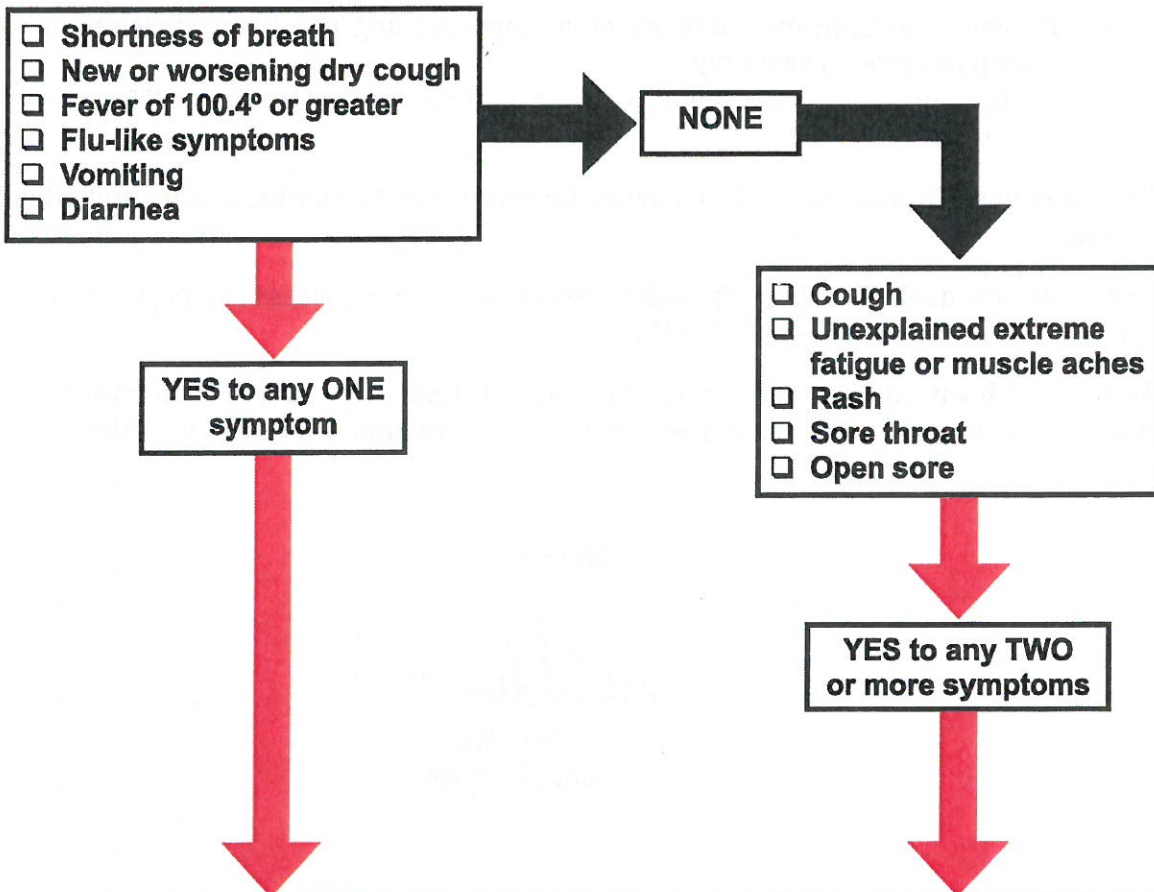 ❑ Shortness of breath
❑ New or worsening dry cough
❑ Fever of 100.4º or greater
❑ Flu-like symptoms
❑ Vomiting
❑ Diarrhea
NONE
❑ Cough
❑ Unexplained extreme
fatigue or muscle aches
❑ Rash
❑ Sore throat
❑ Open sore
YES to any ONE
symptom
YES to any TWO
or more symptoms